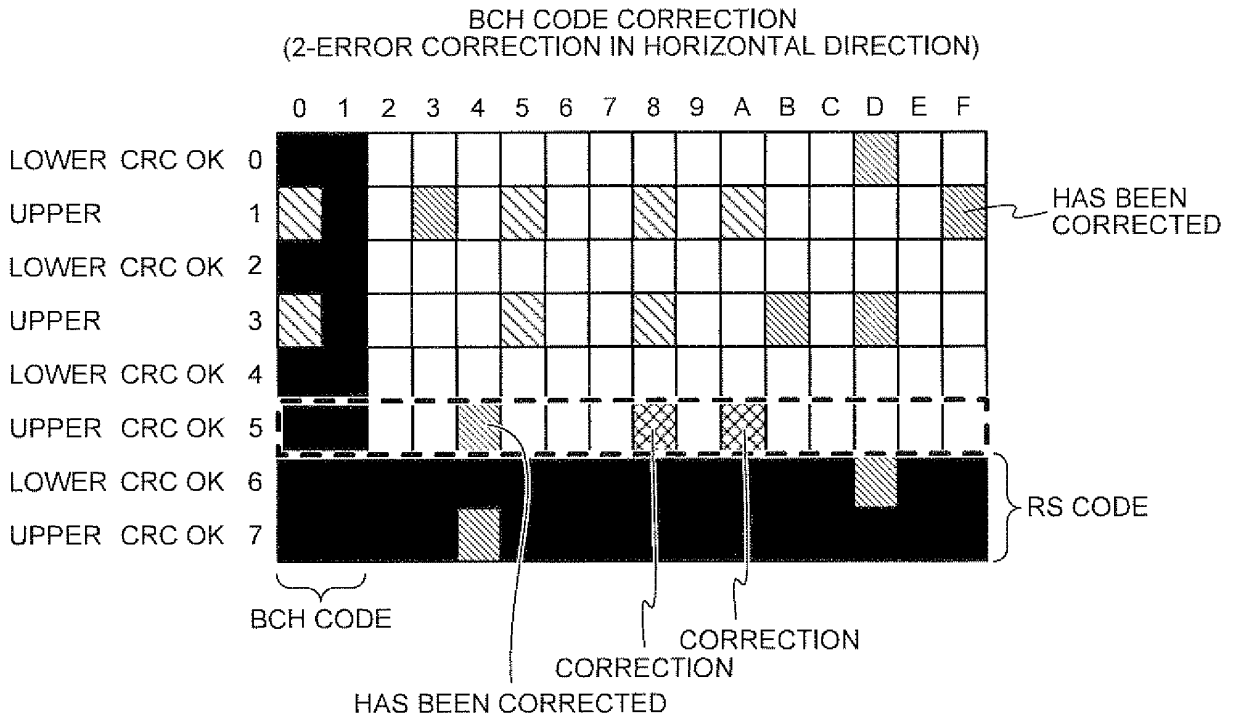 BCH CODE CORRECTION
(2-ERROR CORRECTION IN HORIZONTAL DIRECTION)
0 1 2 3 4 5 6 7 8 9 A B C D E F
LOWER CRC OK 0
UPPER 1
HAS BEEN
CORRECTED
LOWER CRC OK 2
UPPER 3
LOWER CRC OK 4
UPPER CRC OK 5
LOWER CRC OK 6
RS CODE
UPPER CRC OK 7
BCH CODE
CORRECTION
CORRECTION
HAS BEEN CORRECTED